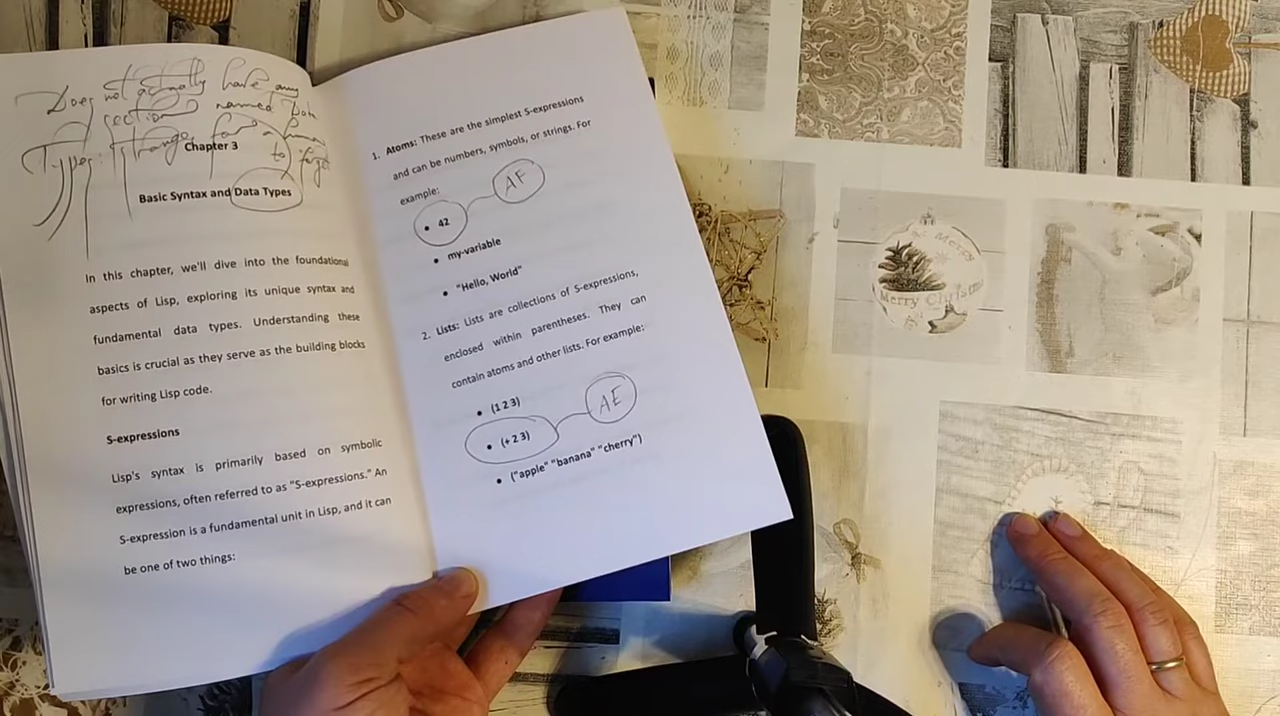 Does not actually have any
section named Data
Types. Strange for a human
to forget
Chapter 3
Basic Syntax and Data Types
In this chapter, we'll dive into the foundational
aspects of Lisp, exploring its unique syntax and
fundamental data types. Understanding these
basics is crucial as they serve as the building blocks
for writing Lisp code.
S-expressions
Lisp's syntax is primarily based on symbolic
expressions, often referred to as "S-expressions." An
S-expression is a fundamental unit in Lisp, and it can
be one of two things:
1. Atoms: These are the simplest S-expressions
and can be numbers, symbols, or strings. For
example:
AF
• 42
• my-variable
• "Hello, World"
2. Lists: Lists are collections of S-expressions,
enclosed within parentheses. They can
contain atoms and other lists. For example:
• (1 2 3)
AE
• (+ 2 3)
• ("apple" "banana" "cherry")
Merry
Merry Christm